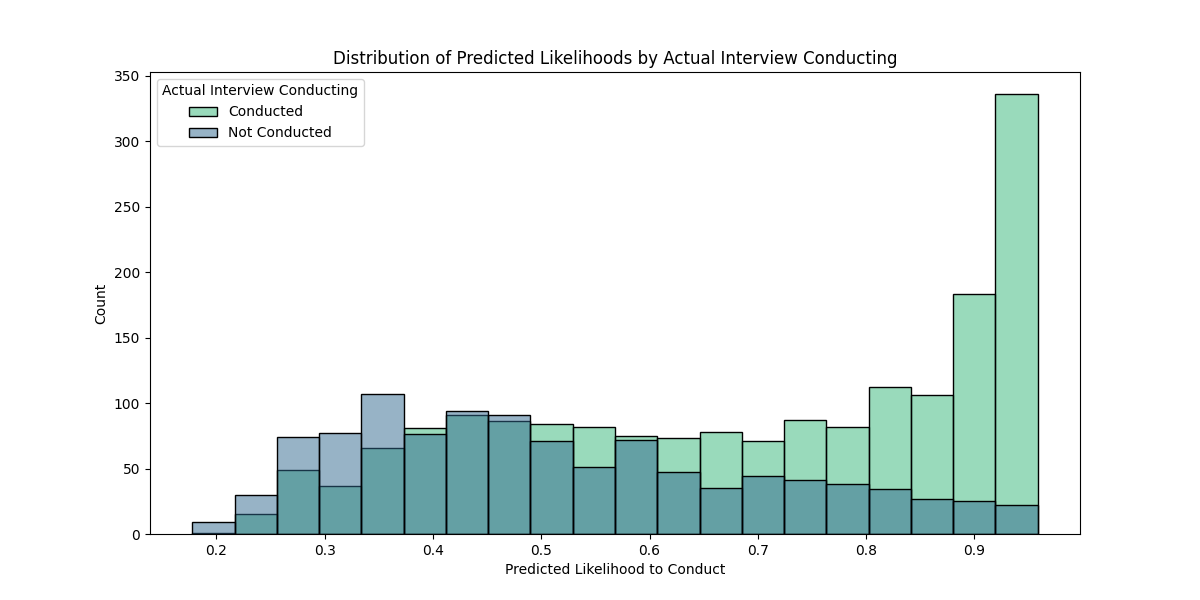 Distribution of Predicted Likelihoods by Actual Interview Conducting
Actual Interview Conducting
Conducted
Not Conducted
350
300
250
200
150
100
50
0
Count
0.2 0.3 0.4 0.5 0.6 0.7 0.8 0.9
Predicted Likelihood to Conduct